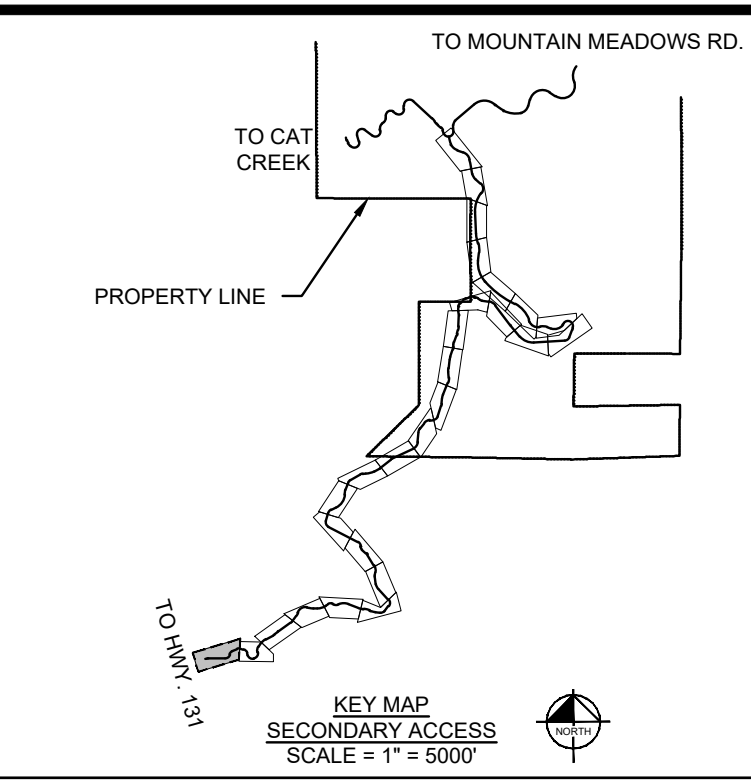 TO MOUNTAIN MEADOWS RD.
TO CAT
CREEK
PROPERTY LINE
TO HWY. 131
KEY MAP
SECONDARY ACCESS
SCALE = 1" = 5000'
NORTH